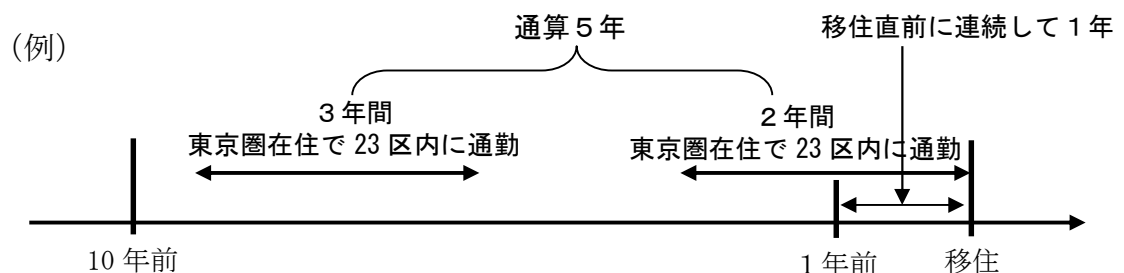 (例)
通算5年
移住直前に連続して1年
3年間
東京圏在住で 23 区内に通勤
2年間
東京圏在住で 23 区内に通勤
10 年前
1 年前
移住